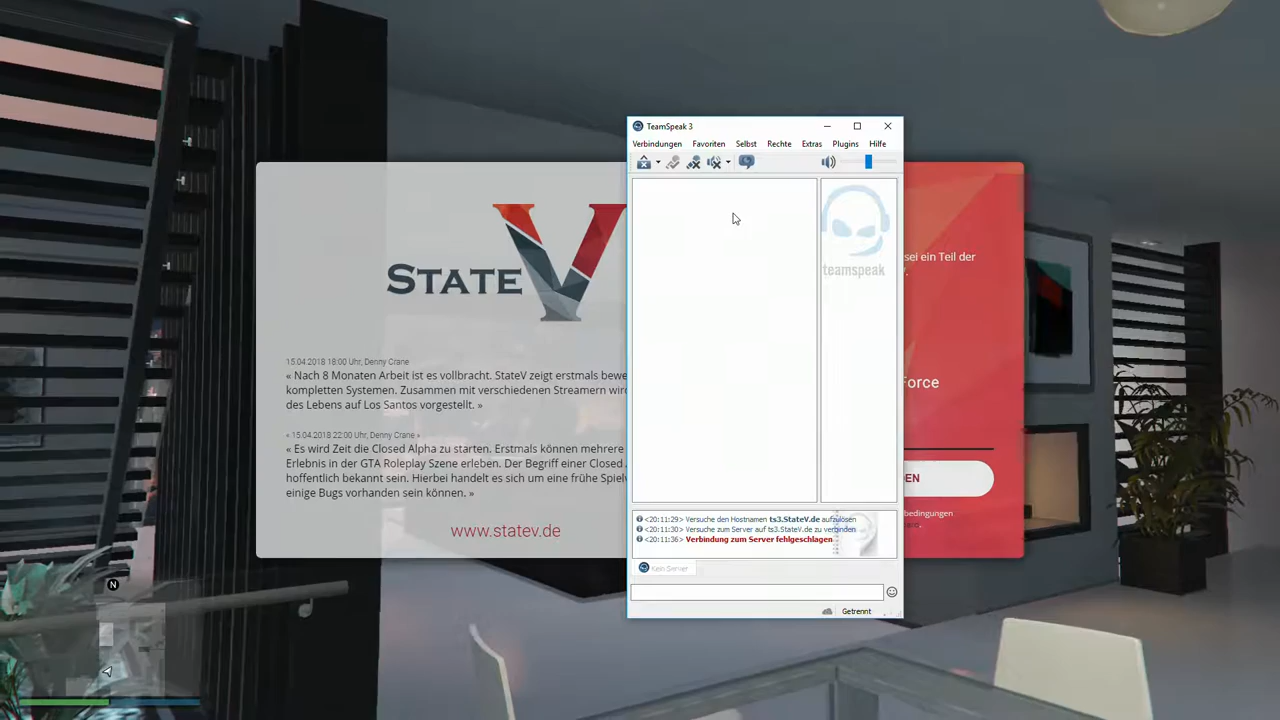 TeamSpeak 3
Verbindungen Favoriten Selbst Rechte Extras Plugins Hilfe
teamspeak
STATEV
15.04.2018 18:00 Uhr, Denny Crane
« Nach 8 Monaten Arbeit ist es vollbracht. StateV zeigt erstmals bewe
kompletten Systemen. Zusammen mit verschiedenen Streamern wird
des Lebens auf Los Santos vorgestellt. »
« 15.04.2018 22:00 Uhr, Denny Crane »
« Es wird Zeit die Closed Alpha zu starten. Erstmals können mehrere
Erlebnis in der GTA Roleplay Szene erleben. Der Begriff einer Closed
hoffentlich bekannt sein. Hierbei handelt es sich um eine frühe Spielv
einige Bugs vorhanden sein können. »
www.statev.de
sei ein Teil der
Force
EN
bedingungen
<20:11:29> Versuche den Hostnamen ts3.StateV.de aufzulösen
<20:11:30> Versuche zum Server auf ts3.StateV.de zu verbinden
<20:11:36> Verbindung zum Server fehlgeschlagen
Kein Server
Getrennt
N